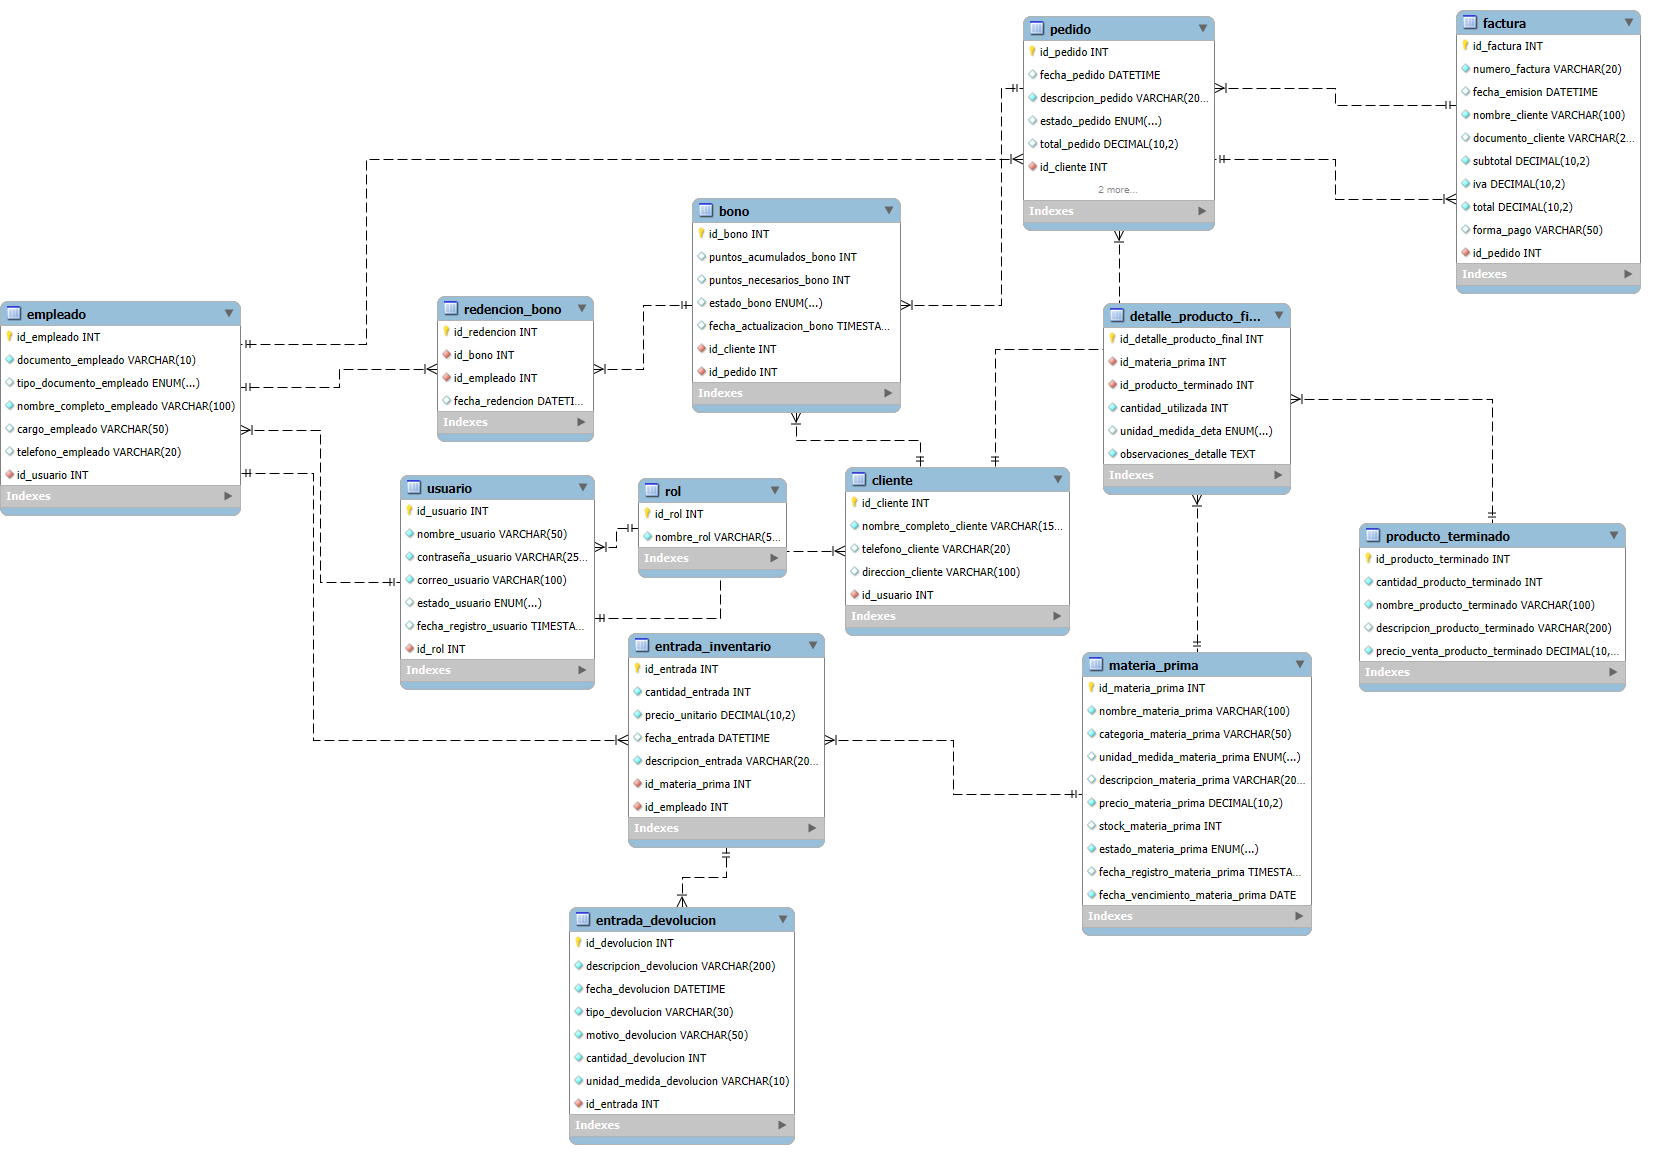 pedido
id_pedido INT
fecha_pedido DATETIME
descripcion_pedido VARCHAR(20...
estado_pedido ENUM(...)
total_pedido DECIMAL(10,2)
id_cliente INT
2 more...
Indexes
factura
id_factura INT
numero_factura VARCHAR(20)
fecha_emision DATETIME
nombre_cliente VARCHAR(100)
documento_cliente VARCHAR(2...
subtotal DECIMAL(10,2)
iva DECIMAL(10,2)
total DECIMAL(10,2)
forma_pago VARCHAR(50)
id_pedido INT
Indexes
bono
id_bono INT
puntos_acumulados_bono INT
puntos_necesarios_bono INT
estado_bono ENUM(...)
fecha_actualizacion_bono TIMESTA...
id_cliente INT
id_pedido INT
Indexes
empleado
id_empleado INT
documento_empleado VARCHAR(10)
tipo_documento_empleado ENUM(...)
nombre_completo_empleado VARCHAR(100)
cargo_empleado VARCHAR(50)
telefono_empleado VARCHAR(20)
id_usuario INT
Indexes
redencion_bono
id_redencion INT
id_bono INT
id_empleado INT
fecha_redencion DATETI...
Indexes
detalle_producto_fi...
id_detalle_producto_final INT
id_materia_prima INT
id_producto_terminado INT
cantidad_utilizada INT
unidad_medida_deta ENUM(...)
observaciones_detalle TEXT
Indexes
usuario
id_usuario INT
nombre_usuario VARCHAR(50)
contraseña_usuario VARCHAR(25...
correo_usuario VARCHAR(100)
estado_usuario ENUM(...)
fecha_registro_usuario TIMESTA...
id_rol INT
Indexes
rol
id_rol INT
nombre_rol VARCHAR(5...
Indexes
cliente
id_cliente INT
nombre_completo_cliente VARCHAR(15...
telefono_cliente VARCHAR(20)
direccion_cliente VARCHAR(100)
id_usuario INT
Indexes
producto_terminado
id_producto_terminado INT
cantidad_producto_terminado INT
nombre_producto_terminado VARCHAR(100)
descripcion_producto_terminado VARCHAR(200)
precio_venta_producto_terminado DECIMAL(10,...
Indexes
entrada_inventario
id_entrada INT
cantidad_entrada INT
precio_unitario DECIMAL(10,2)
fecha_entrada DATETIME
descripcion_entrada VARCHAR(20...
id_materia_prima INT
id_empleado INT
Indexes
materia_prima
id_materia_prima INT
nombre_materia_prima VARCHAR(100)
categoria_materia_prima VARCHAR(50)
unidad_medida_materia_prima ENUM(...)
descripcion_materia_prima VARCHAR(20...
precio_materia_prima DECIMAL(10,2)
stock_materia_prima INT
estado_materia_prima ENUM(...)
fecha_registro_materia_prima TIMESTA...
fecha_vencimiento_materia_prima DATE
Indexes
entrada_devolucion
id_devolucion INT
descripcion_devolucion VARCHAR(200)
fecha_devolucion DATETIME
tipo_devolucion VARCHAR(30)
motivo_devolucion VARCHAR(50)
cantidad_devolucion INT
unidad_medida_devolucion VARCHAR(10)
id_entrada INT
Indexes